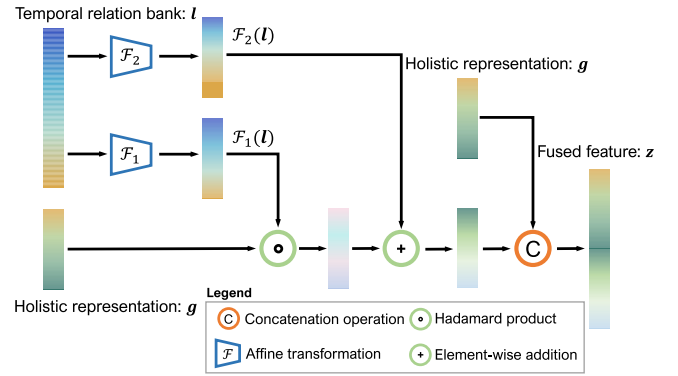 Temporal relation bank: l
F₂
F₂(l)
Holistic representation: g
F₁
F₁(l)
Fused feature: z
+
C
Holistic representation: g
Legend
C Concatenation operation
Hadamard product
F Affine transformation
+ Element-wise addition